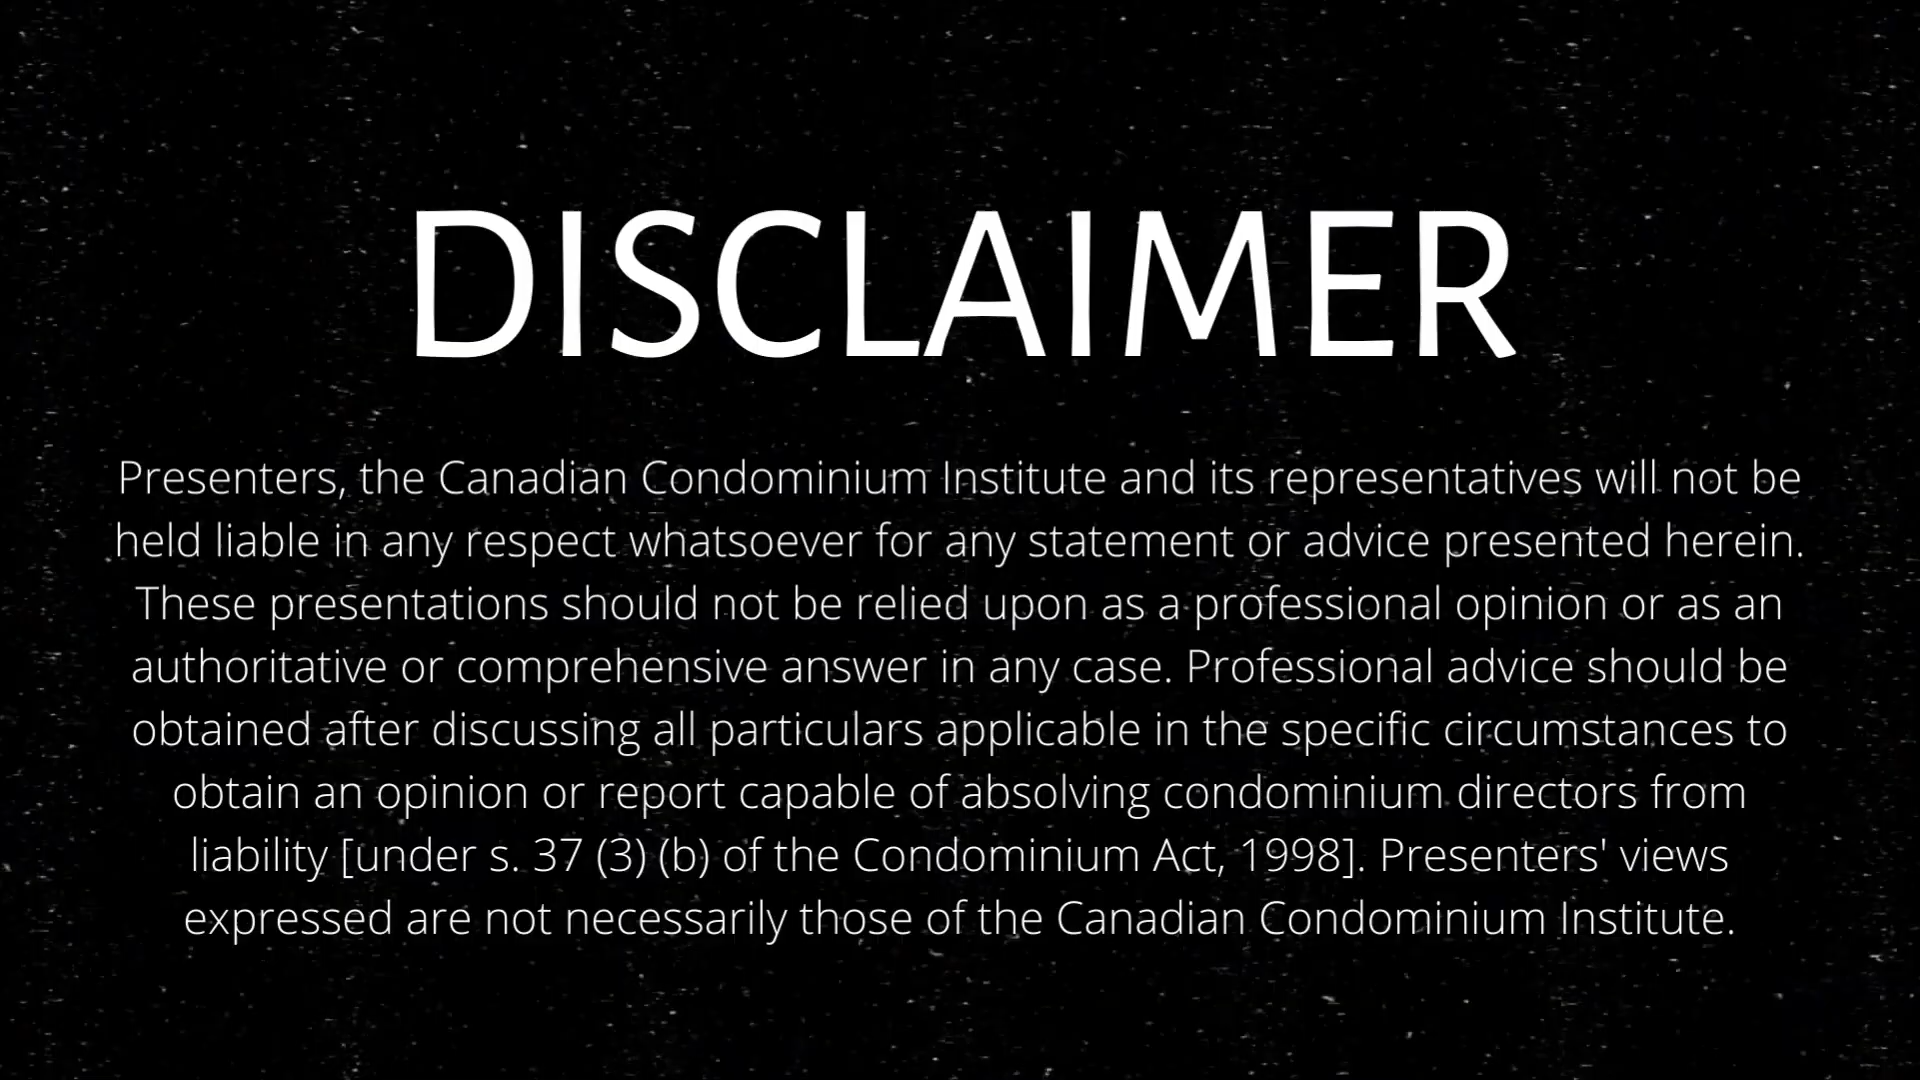 DISCLAIMER
Presenters, the Canadian Condominium Institute and its representatives will not be
held liable in any respect whatsoever for any statement or advice presented herein.
These presentations should not be relied upon as a professional opinion or as an
authoritative or comprehensive answer in any case. Professional advice should be
obtained after discussing all particulars applicable in the specific circumstances to
obtain an opinion or report capable of absolving condominium directors from
liability [under s. 37 (3) (b) of the Condominium Act, 1998]. Presenters' views
expressed are not necessarily those of the Canadian Condominium Institute.